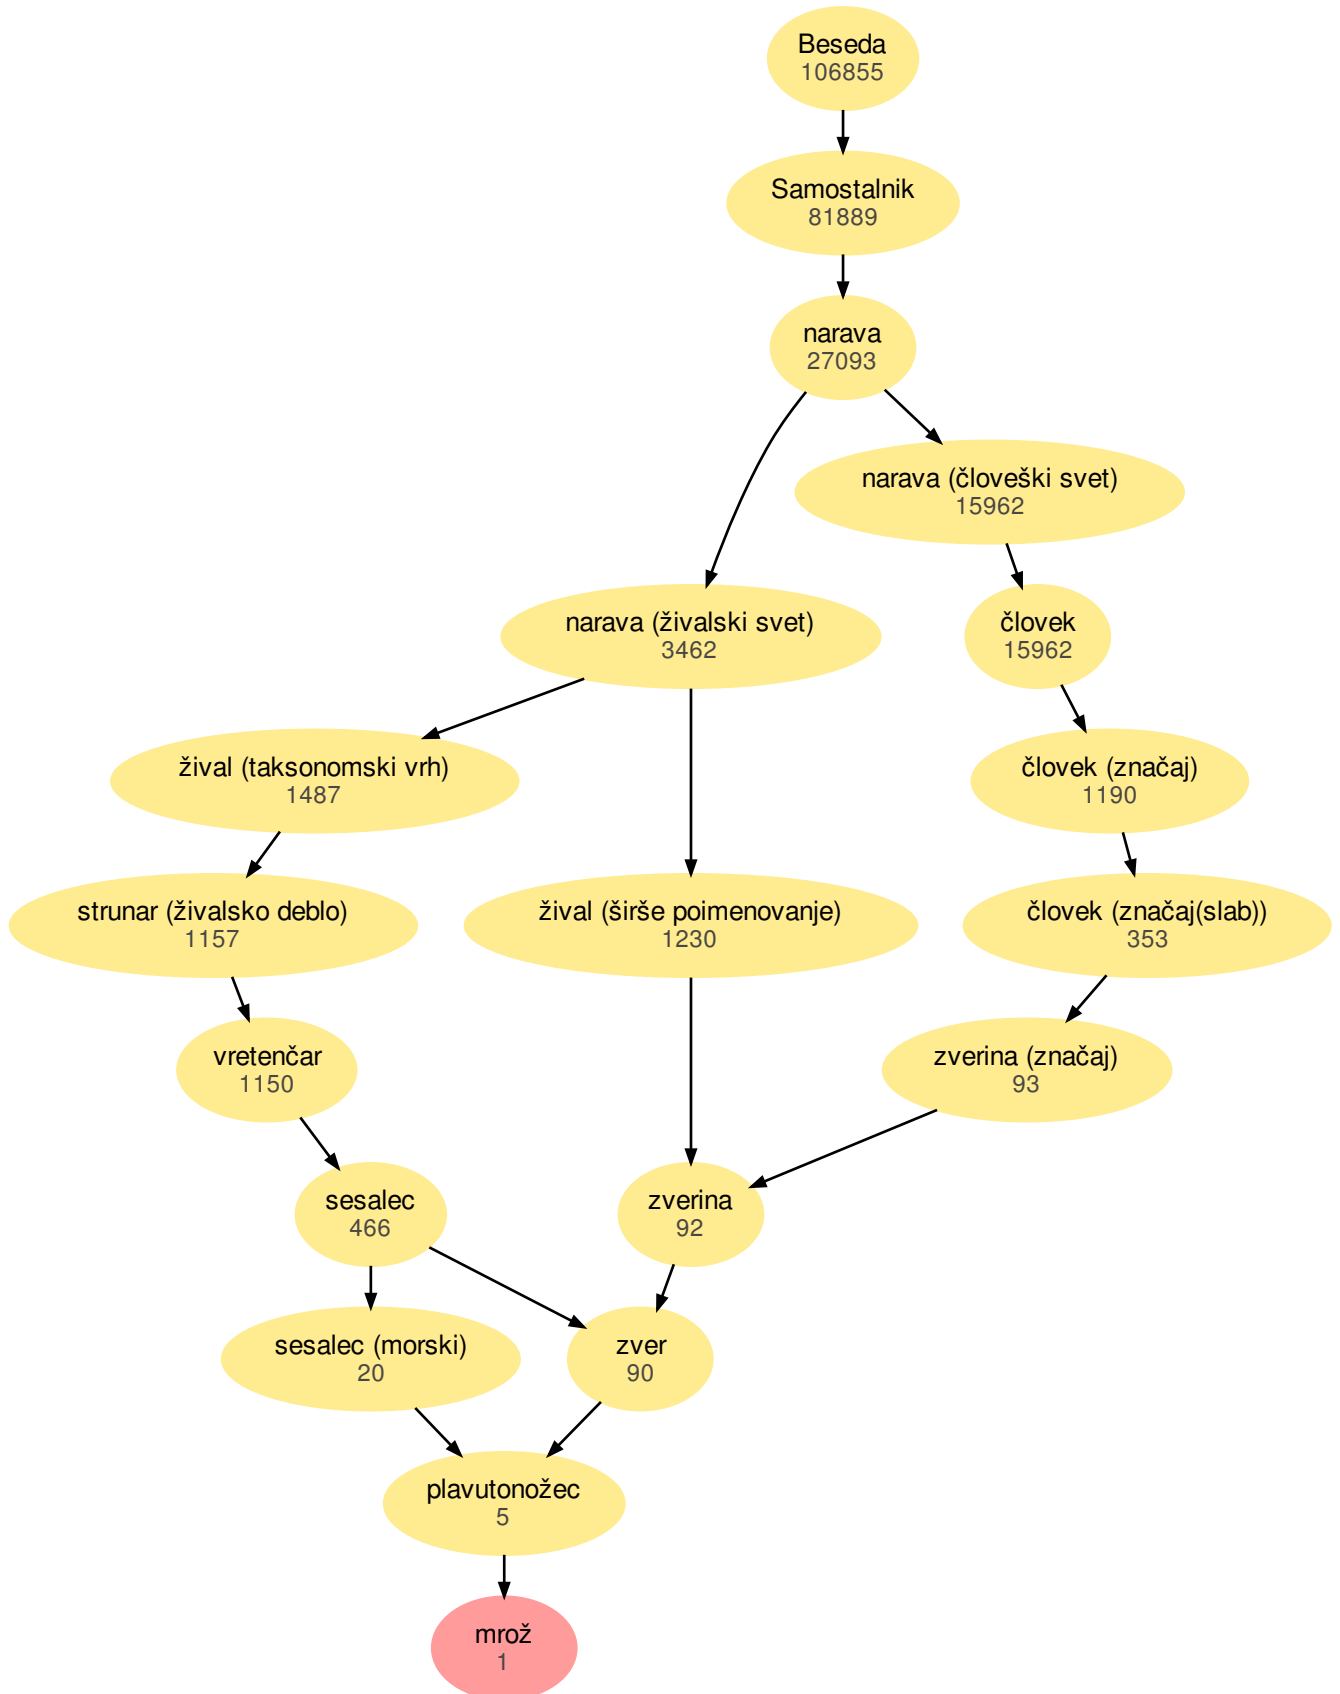 Beseda
106855
Samostalnik
81889
narava
27093
narava (človeški svet)
15962
narava (živalski svet)
3462
človek
15962
žival (taksonomski vrh)
1487
človek (značaj)
1190
strunar (živalsko deblo)
1157
žival (širše poimenovanje)
1230
človek (značaj(slab))
353
vretenčar
1150
zverina (značaj)
93
sesalec
466
zverina
92
sesalec (morski)
20
zver
90
plavutonožec
5
mrož
1